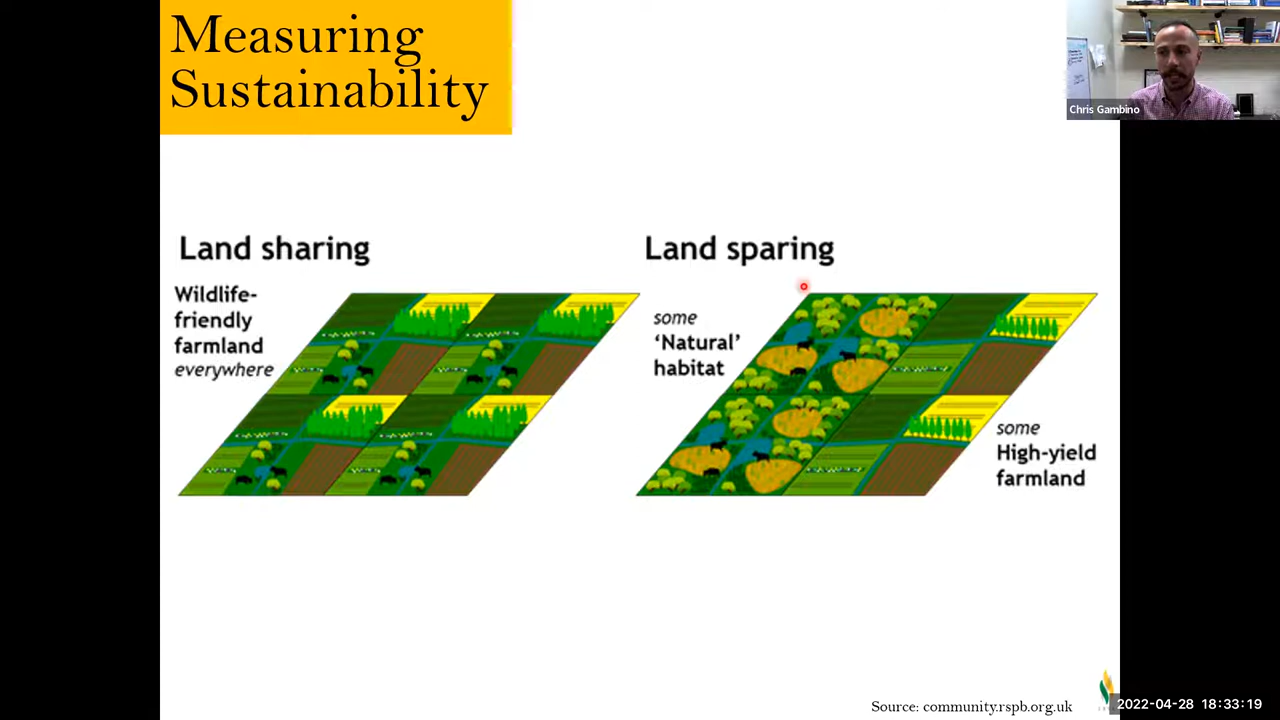 Measuring
Sustainability
Chris Gambino
Land sharing
Wildlife-
friendly
farmland
everywhere
Land sparing
some
‘Natural’
habitat
some
High-yield
farmland
Source: community.rspb.org.uk
2022-04-28 18:33:19